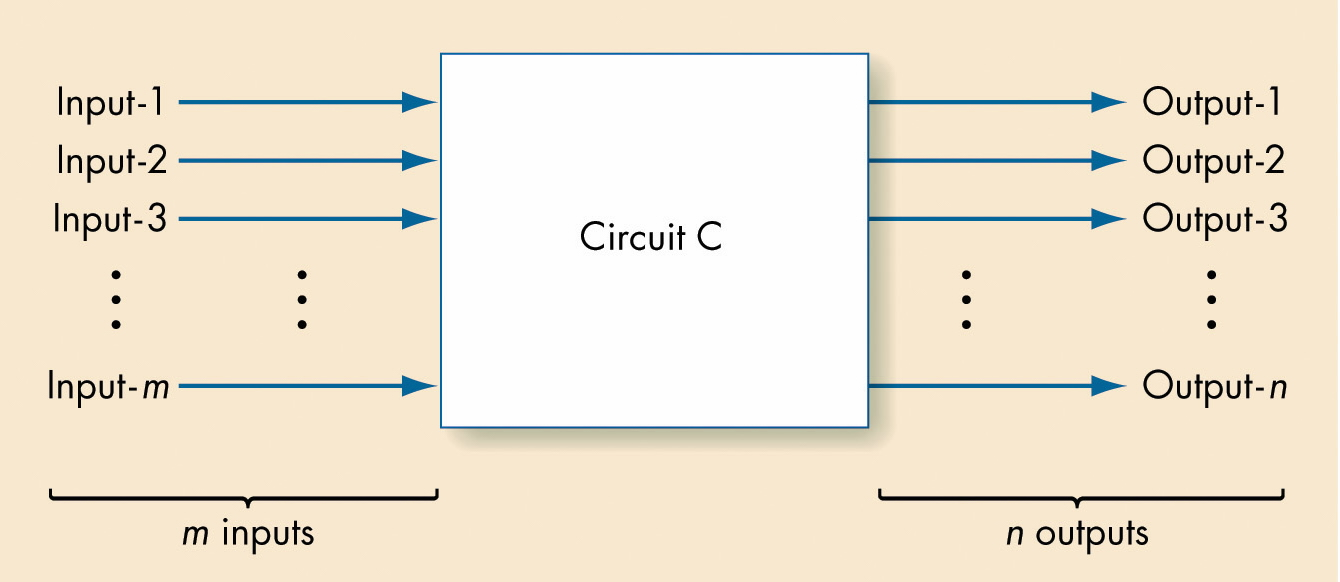 Input-1
Input-2
Input-3
Input-m
Circuit C
Output-1
Output-2
Output-3
Output-n
m inputs
n outputs